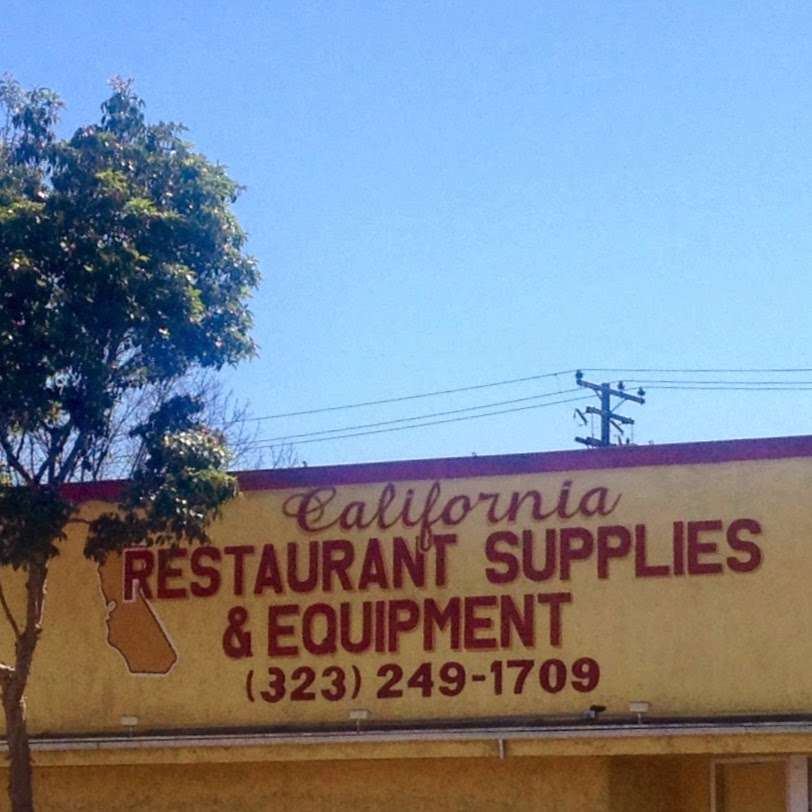 California
RESTAURANT SUPPLIES
& EQUIPMENT
(323) 249-1709